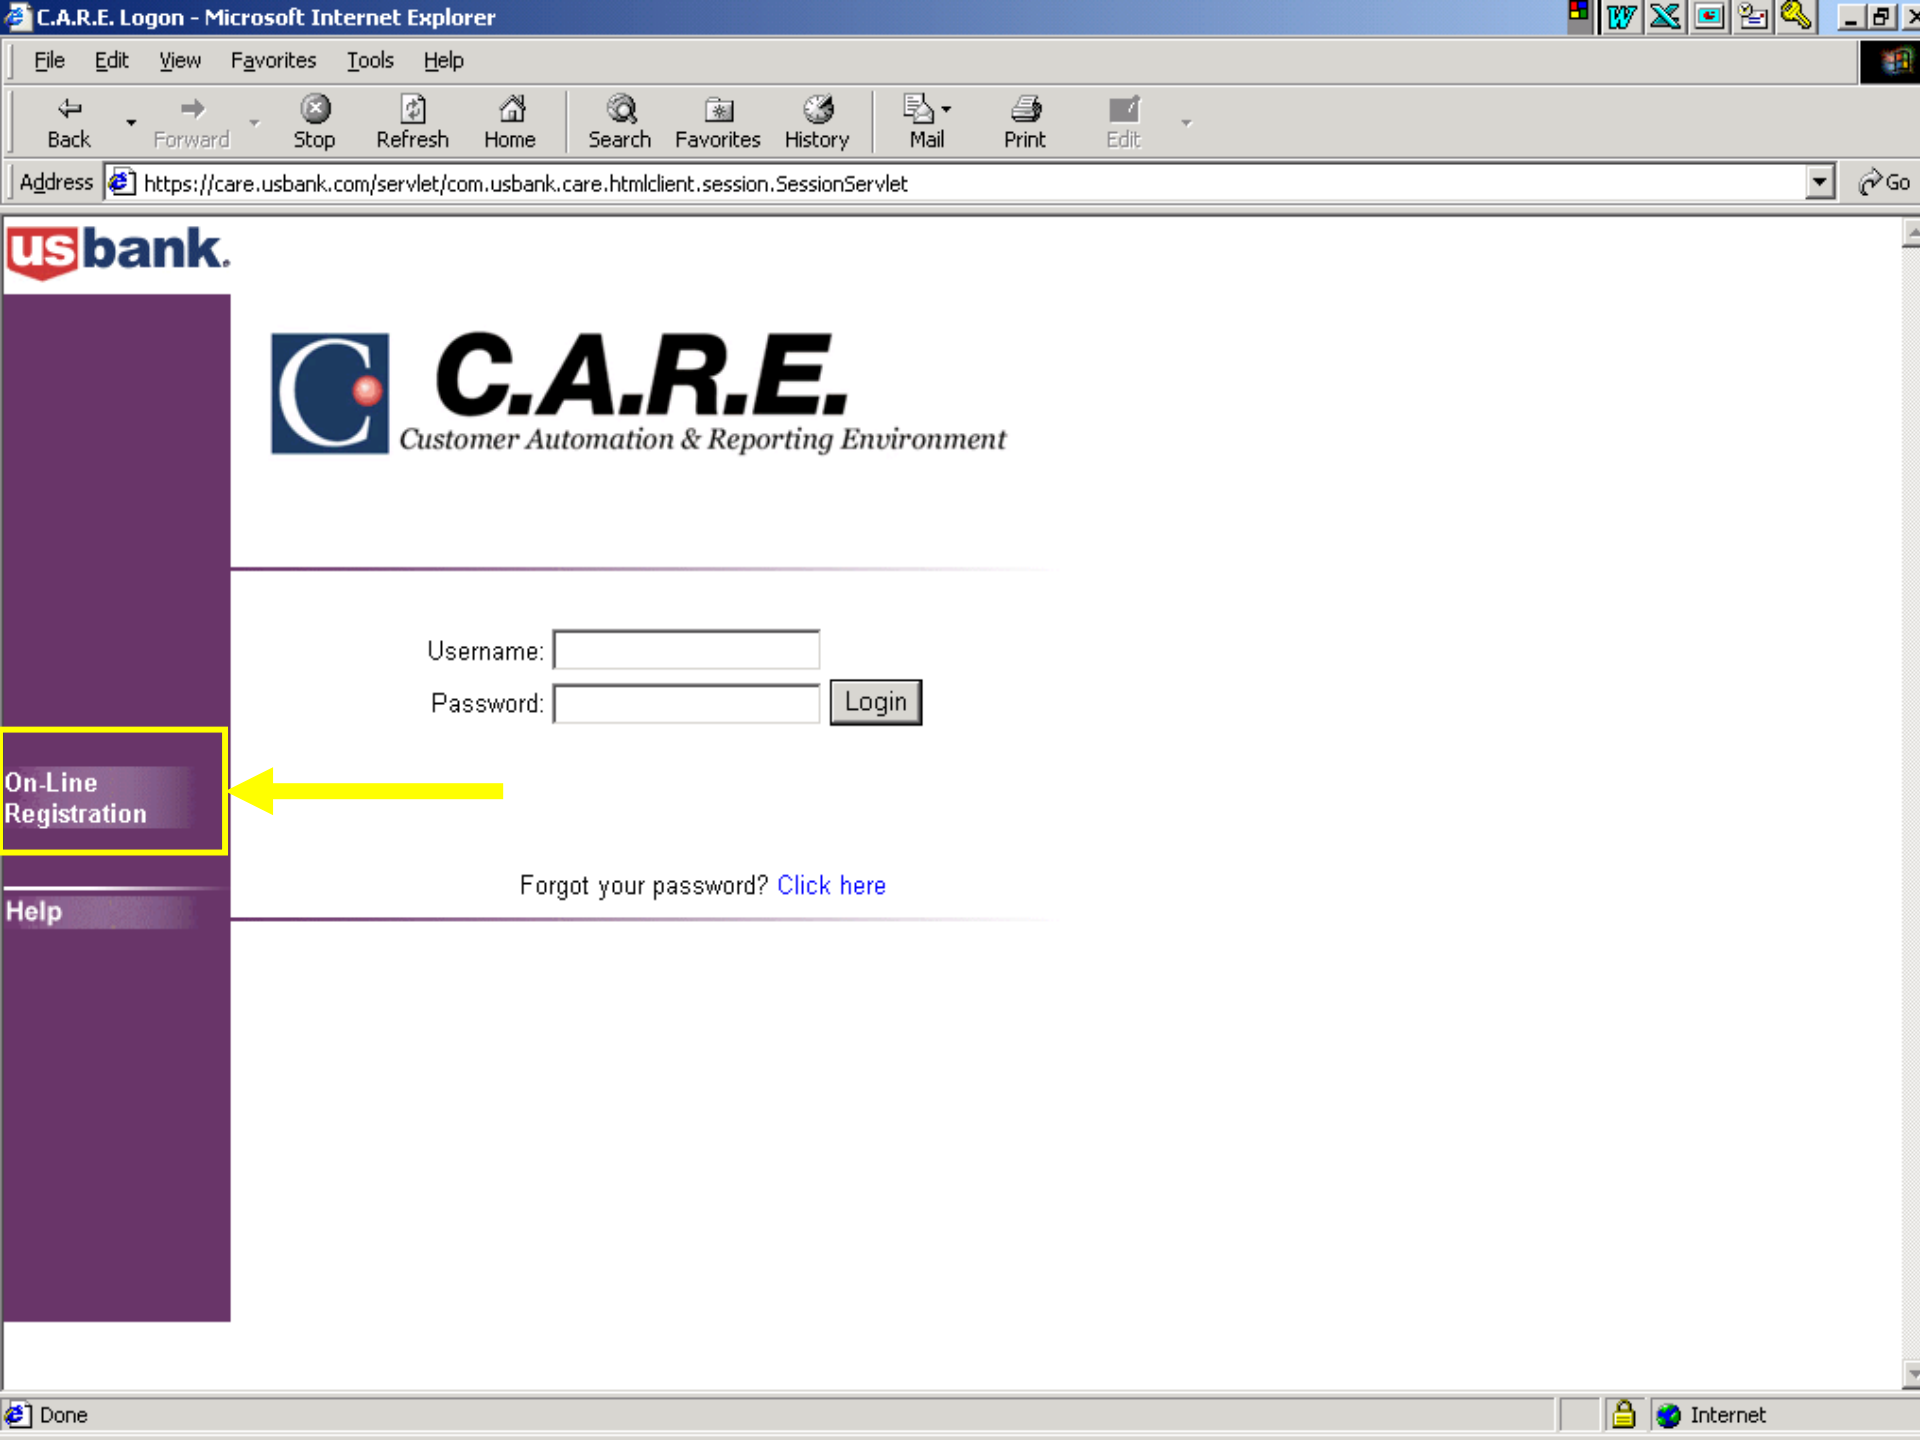 C.A.R.E. Logon - Microsoft Internet Explorer
File Edit View Favorites Tools Help
Back Forward Stop Refresh Home Search Favorites History Mail Print Edit
Address https://care.usbank.com/servlet/com.usbank.care.htmlclient.session.SessionServlet Go
usbank.
C C.A.R.E.
Customer Automation & Reporting Environment
Username:
Password: Login
On-Line
Registration
Forgot your password? Click here
Help
Done Internet